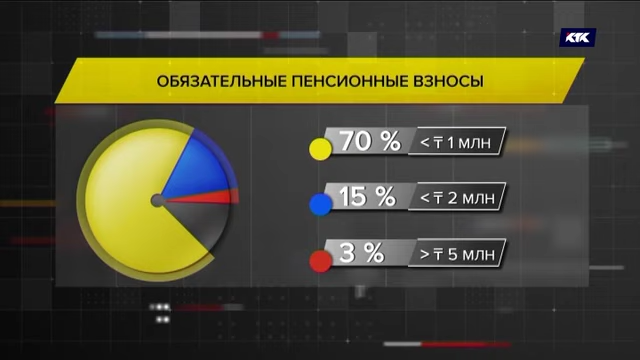 КТК
ОБЯЗАТЕЛЬНЫЕ ПЕНСИОННЫЕ ВЗНОСЫ
70 % < ₸ 1 МЛН
15 % < ₸ 2 МЛН
3 % > ₸ 5 МЛН